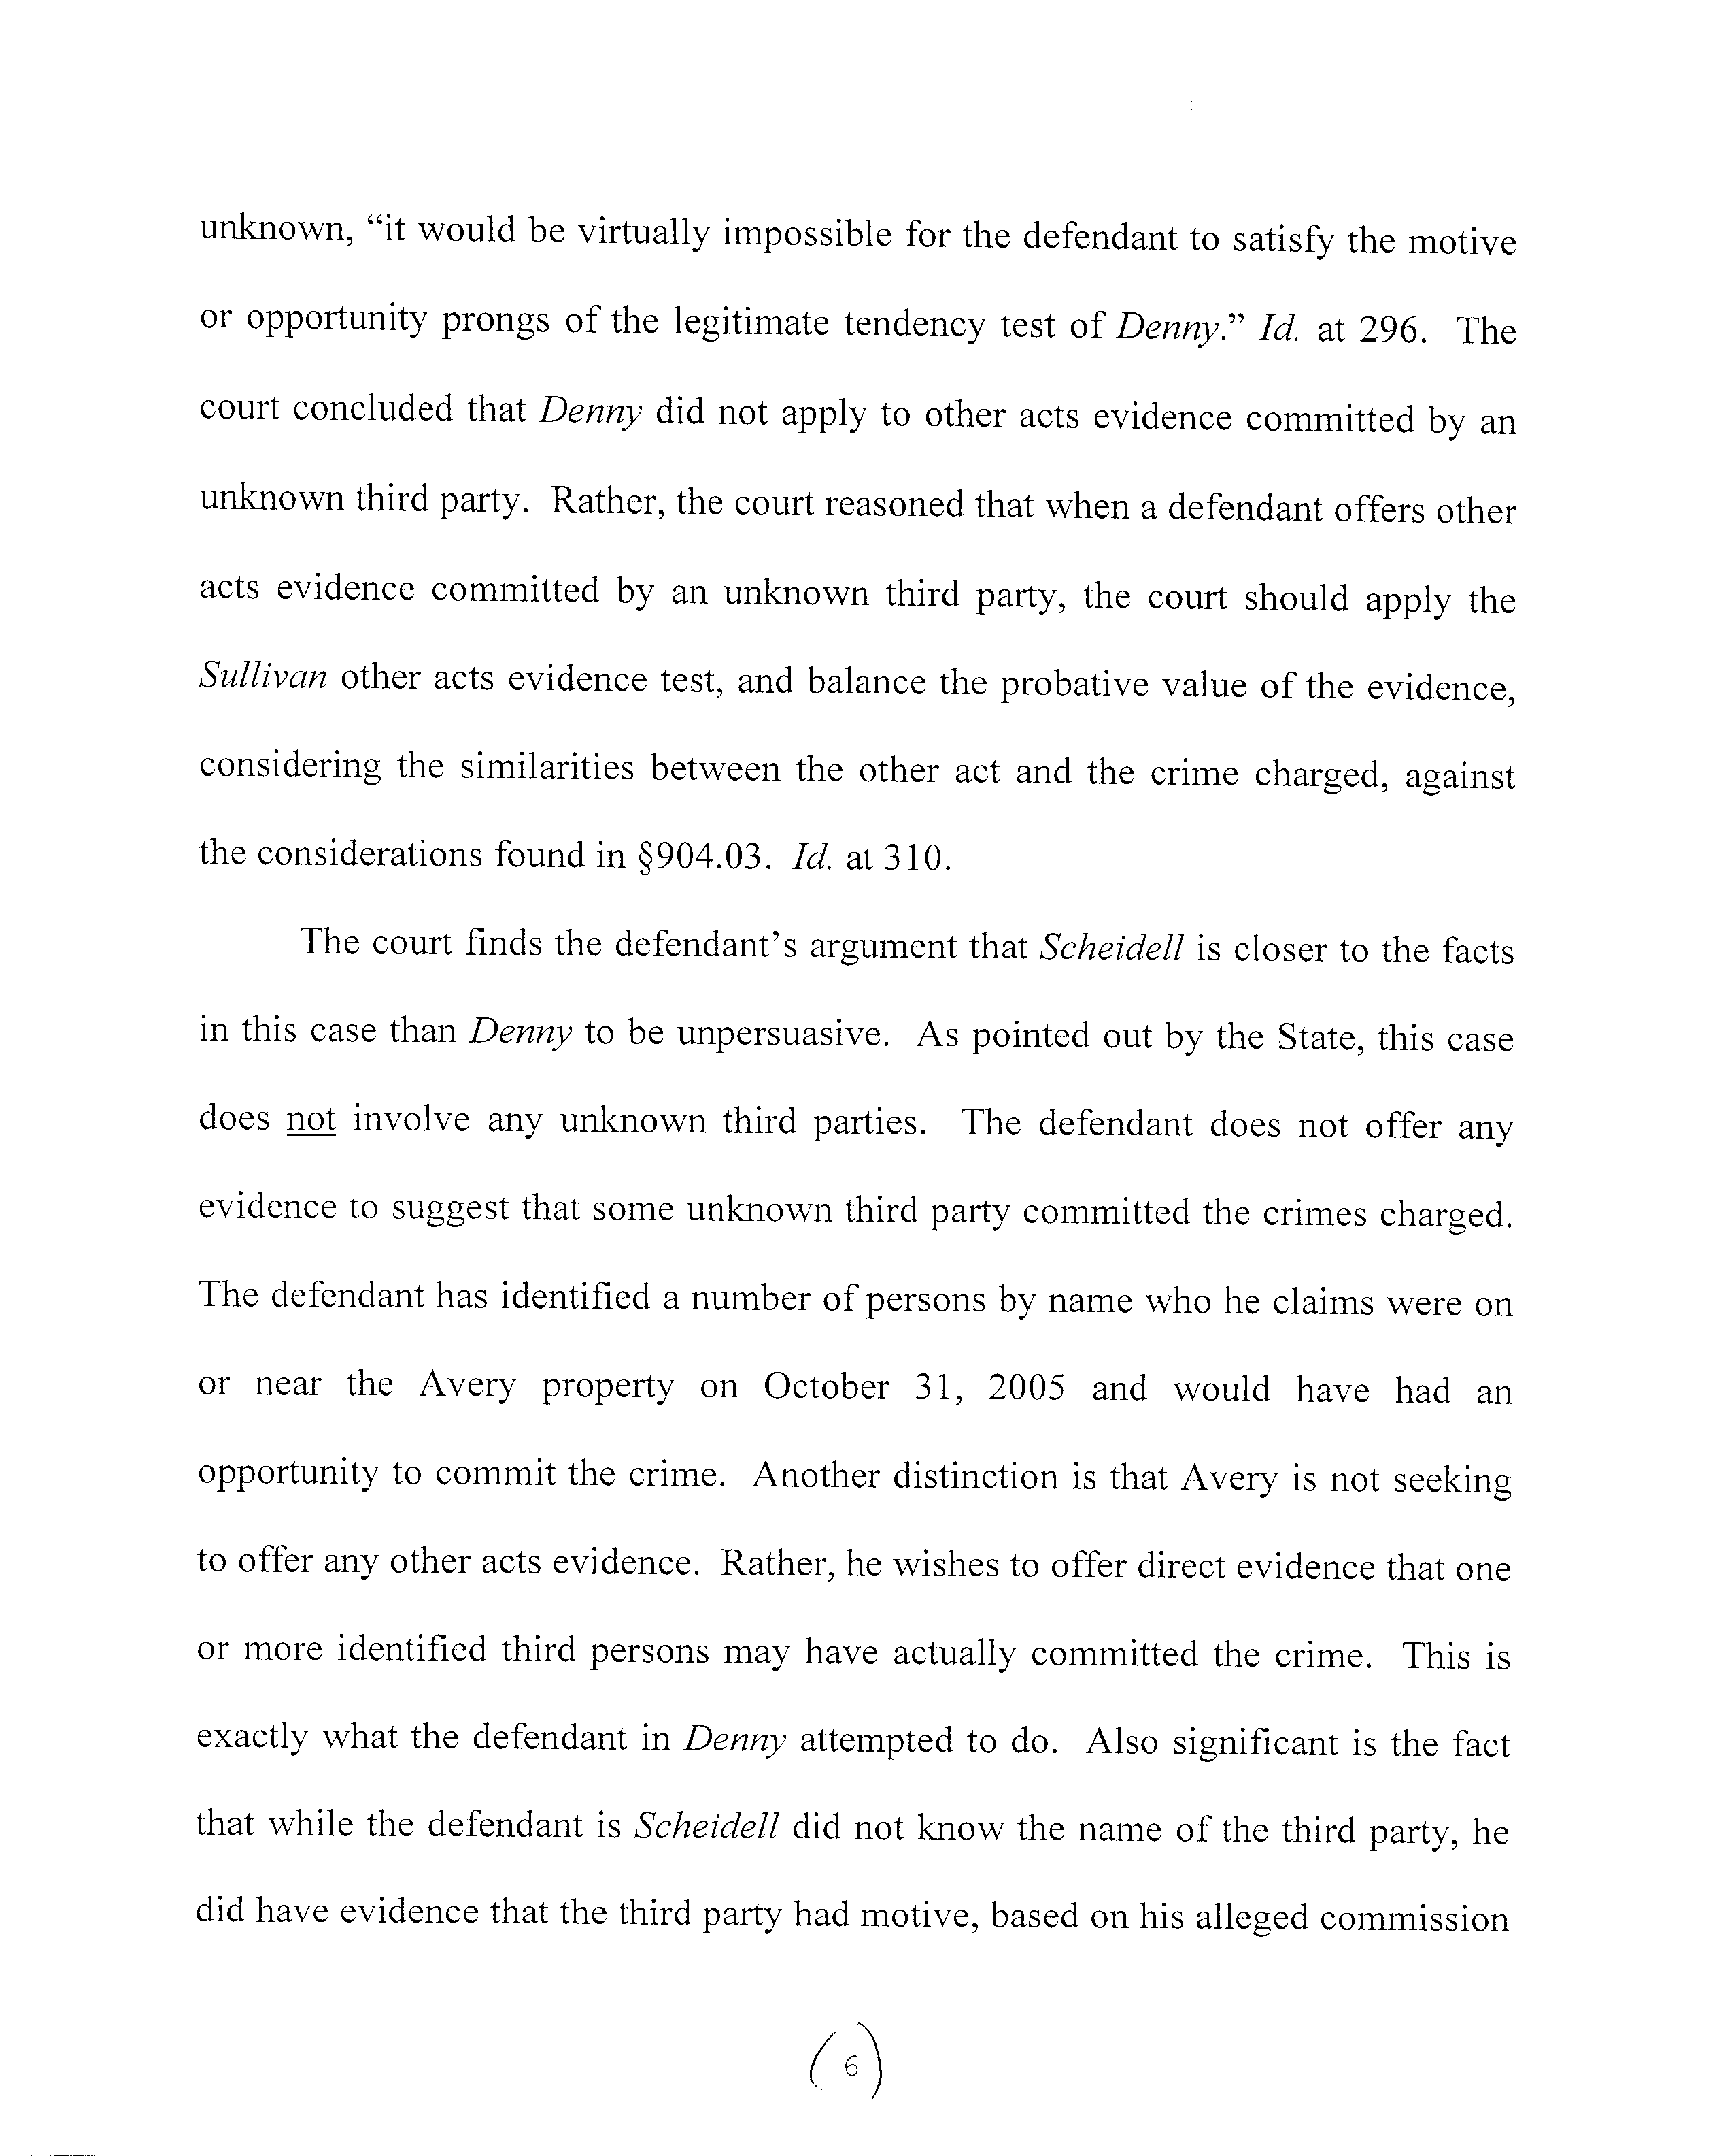 unknown, “it would be virtually impossible for the defendant to satisfy the motive
or opportunity prongs of the legitimate tendency test of Denny.” Id. at 296. The
court concluded that Denny did not apply to other acts evidence committed by an
unknown third party. Rather, the court reasoned that when a defendant offers other
acts evidence committed by an unknown third party, the court should apply the
Sullivan other acts evidence test, and balance the probative value of the evidence,
considering the similarities between the other act and the crime charged, against
the considerations found in §904.03. Id. at 310.
The court finds the defendant’s argument that Scheidell is closer to the facts
in this case than Denny to be unpersuasive. As pointed out by the State, this case
does not involve any unknown third parties. The defendant does not offer any
evidence to suggest that some unknown third party committed the crimes charged.
The defendant has identified a number of persons by name who he claims were on
or near the Avery property on October 31, 2005 and would have had an
opportunity to commit the crime. Another distinction is that Avery is not seeking
to offer any other acts evidence. Rather, he wishes to offer direct evidence that one
or more identified third persons may have actually committed the crime. This is
exactly what the defendant in Denny attempted to do. Also significant is the fact
that while the defendant is Scheidell did not know the name of the third party, he
did have evidence that the third party had motive, based on his alleged commission
(6)